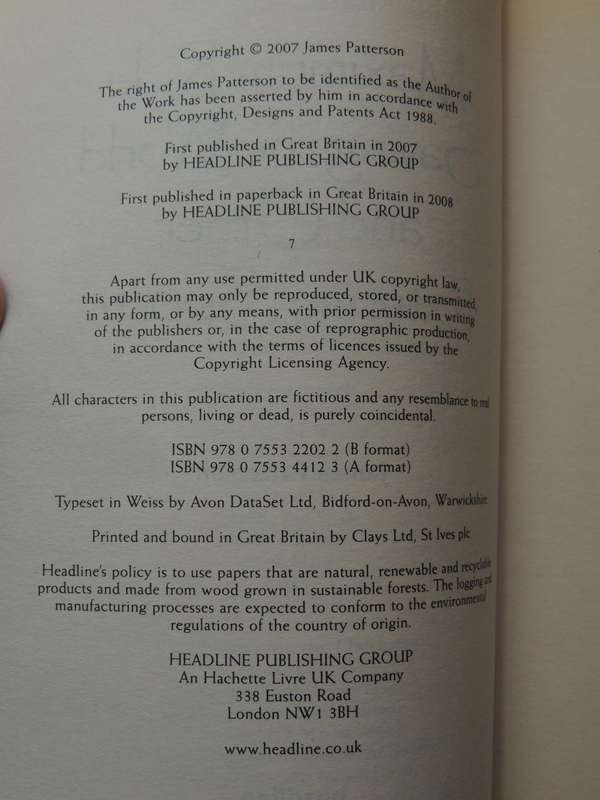 Copyright © 2007 James Patterson
The right of James Patterson to be identified as the Author of
the Work has been asserted by him in accordance with
the Copyright, Designs and Patents Act 1988.
First published in Great Britain in 2007
by HEADLINE PUBLISHING GROUP
First published in paperback in Great Britain in 2008
by HEADLINE PUBLISHING GROUP
7
Apart from any use permitted under UK copyright law,
this publication may only be reproduced, stored, or transmitted,
in any form, or by any means, with prior permission in writing
of the publishers or, in the case of reprographic production,
in accordance with the terms of licences issued by the
Copyright Licensing Agency.
All characters in this publication are fictitious and any resemblance to real
persons, living or dead, is purely coincidental.
ISBN 978 0 7553 2202 2 (B format)
ISBN 978 0 7553 4412 3 (A format)
Typeset in Weiss by Avon DataSet Ltd, Bidford-on-Avon, Warwickshire
Printed and bound in Great Britain by Clays Ltd, St Ives plc
Headline's policy is to use papers that are natural, renewable and recyclable
products and made from wood grown in sustainable forests. The logging and
manufacturing processes are expected to conform to the environmental
regulations of the country of origin.
HEADLINE PUBLISHING GROUP
An Hachette Livre UK Company
338 Euston Road
London NW1 3BH
www.headline.co.uk